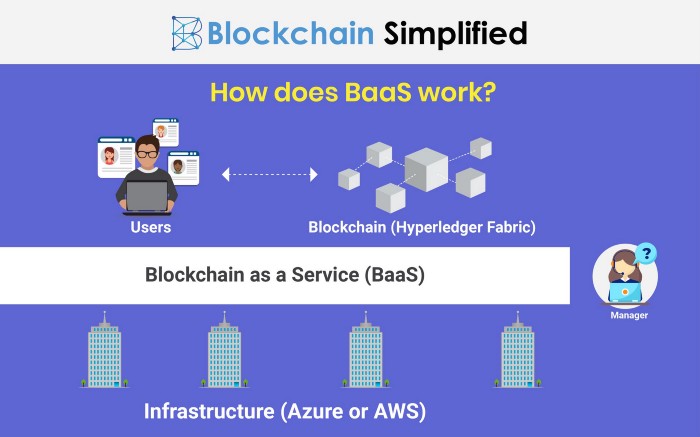 Blockchain Simplified
How does BaaS work?
Users
Blockchain (Hyperledger Fabric)
Blockchain as a Service (BaaS)
?
Manager
Infrastructure (Azure or AWS)